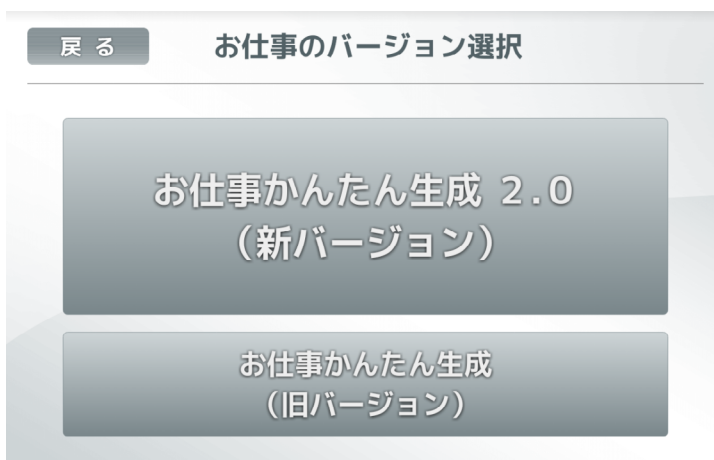 戻る
お仕事のバージョン選択
お仕事かんたん生成 2.0
（新バージョン）
お仕事かんたん生成
（旧バージョン）